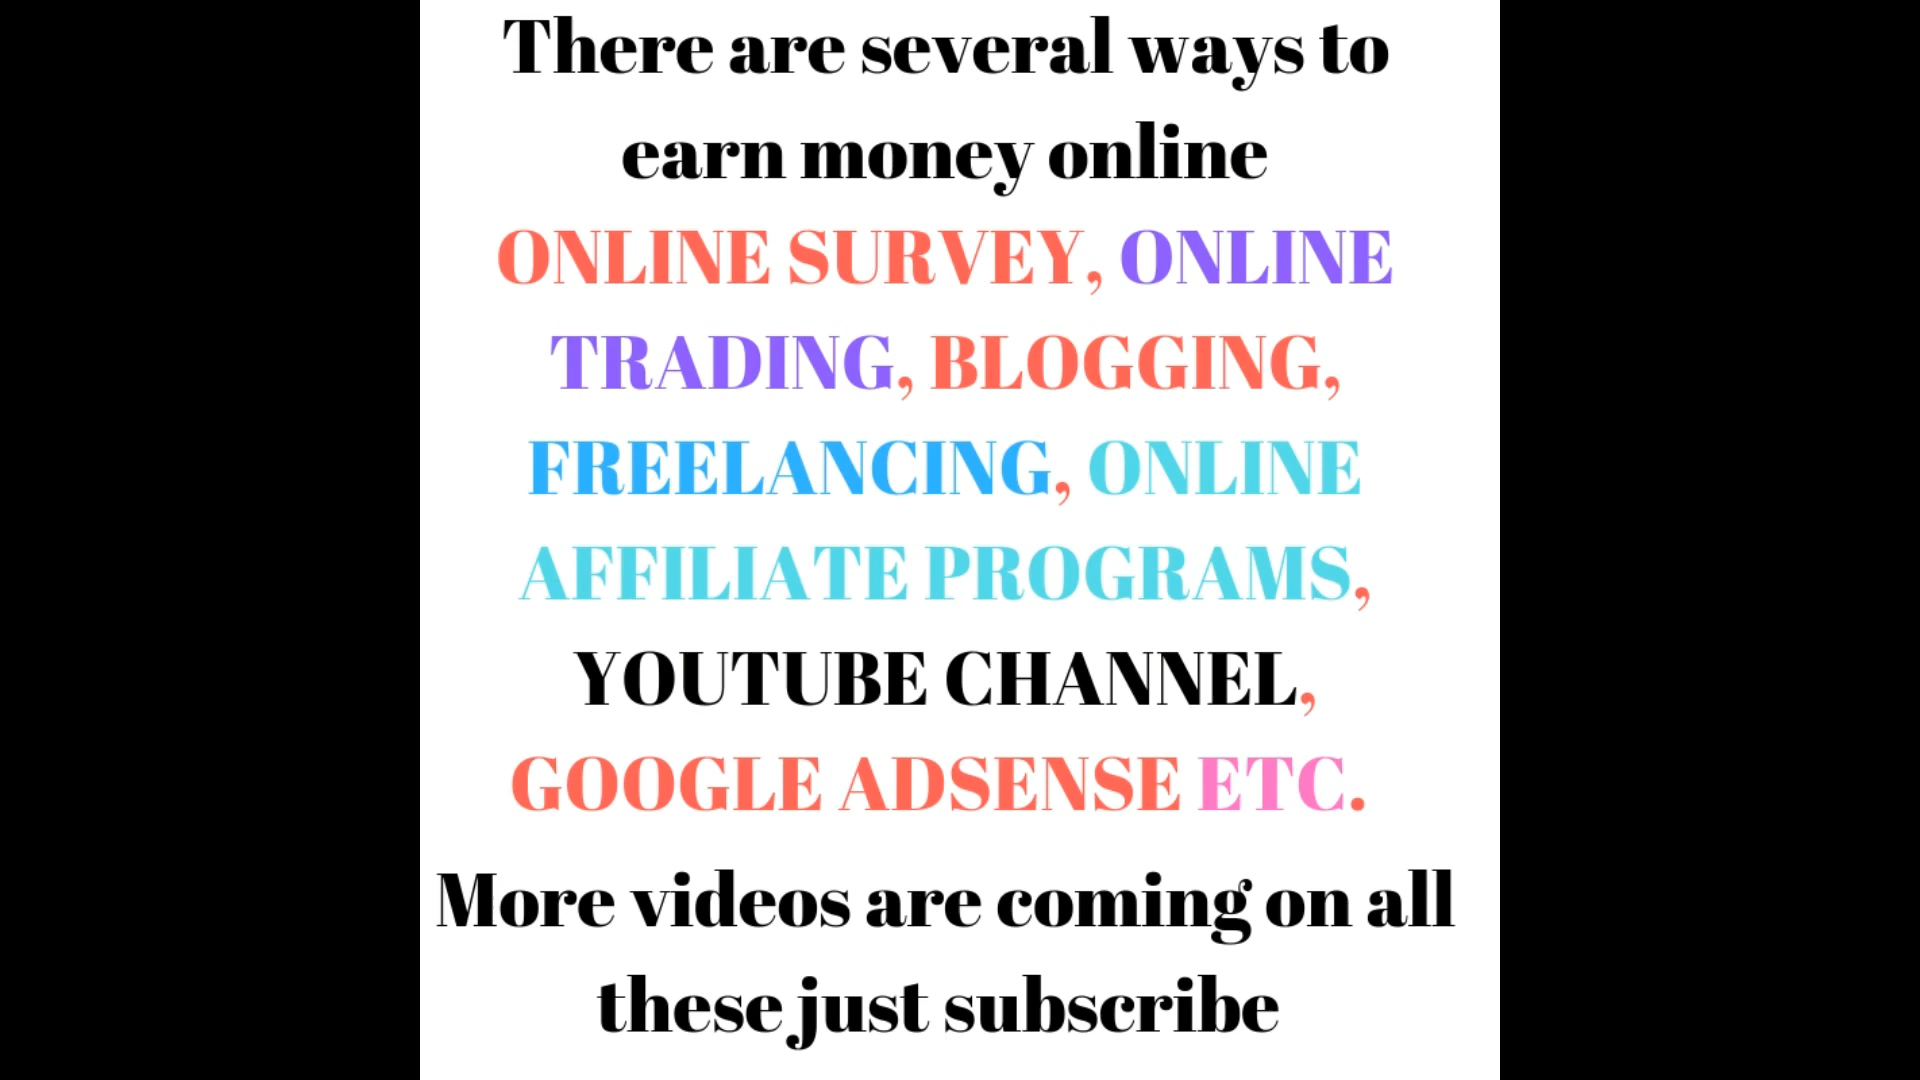 There are several ways to
earn money online
ONLINE SURVEY, ONLINE
TRADING, BLOGGING,
FREELANCING, ONLINE
AFFILIATE PROGRAMS,
YOUTUBE CHANNEL,
GOOGLE ADSENSE ETC.
More videos are coming on all
these just subscribe